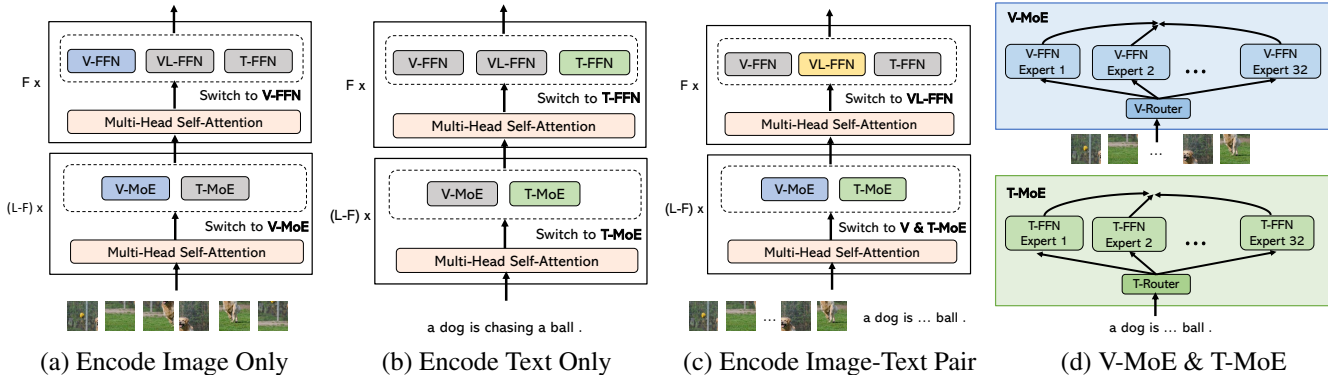 V-FFN VL-FFN T-FFN
F x
Switch to V-FFN
Multi-Head Self-Attention
V-MoE T-MoE
(L-F) x
Switch to V-MoE
Multi-Head Self-Attention
(a) Encode Image Only
V-FFN VL-FFN T-FFN
F x
Switch to T-FFN
Multi-Head Self-Attention
V-MoE T-MoE
(L-F) x
Switch to T-MoE
Multi-Head Self-Attention
a dog is chasing a ball .
(b) Encode Text Only
V-FFN VL-FFN T-FFN
F x
Switch to VL-FFN
Multi-Head Self-Attention
V-MoE T-MoE
(L-F) x
Switch to V & T-MoE
Multi-Head Self-Attention
... a dog is ... ball .
(c) Encode Image-Text Pair
V-MoE
V-FFN Expert 1
V-FFN Expert 2
...
V-FFN Expert 32
V-Router
...
T-MoE
T-FFN Expert 1
T-FFN Expert 2
...
T-FFN Expert 32
T-Router
a dog is ... ball .
(d) V-MoE & T-MoE